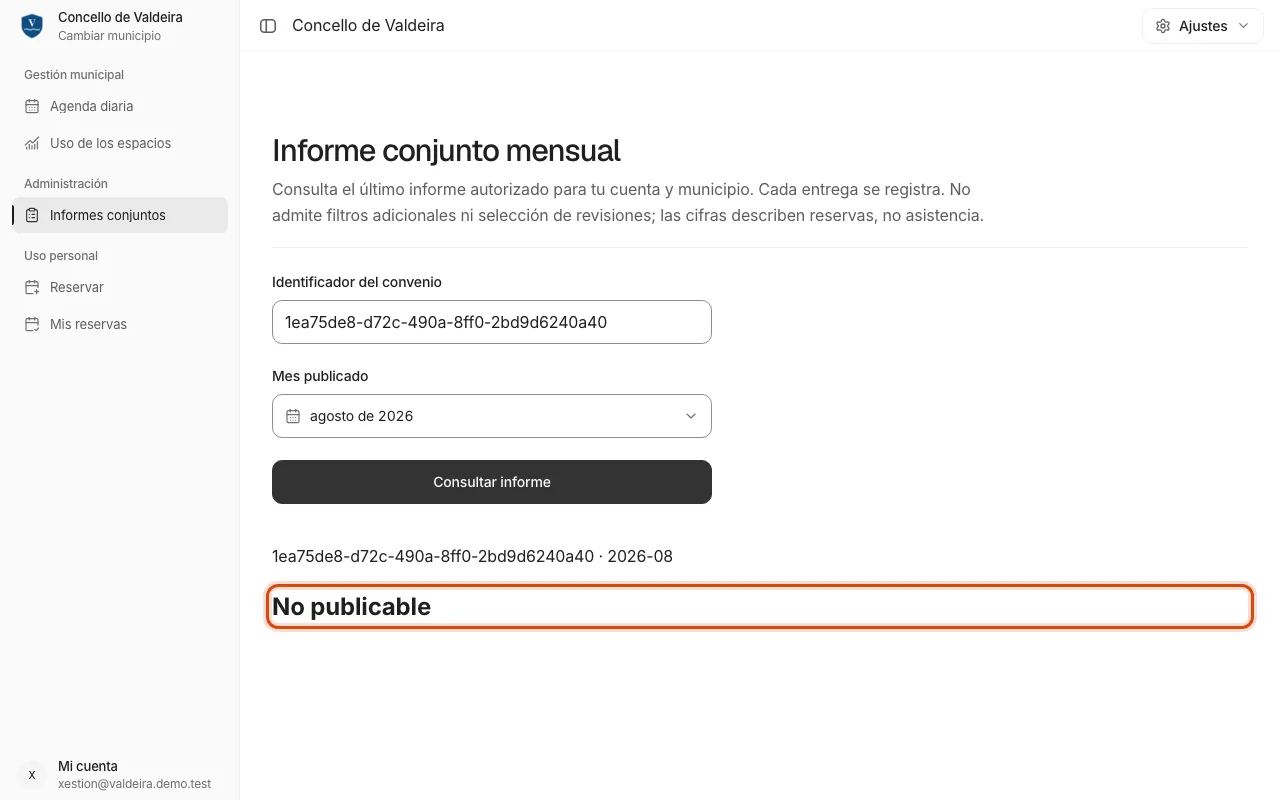 Concello de Valdeira
Cambiar municipio
Gestión municipal
Agenda diaria
Uso de los espacios
Administración
Informes conjuntos
Uso personal
Reservar
Mis reservas
X
Mi cuenta
xestion@valdeira.demo.test
Concello de Valdeira
Ajustes
Informe conjunto mensual
Consulta el último informe autorizado para tu cuenta y municipio. Cada entrega se registra. No
admite filtros adicionales ni selección de revisiones; las cifras describen reservas, no asistencia.
Identificador del convenio
1ea75de8-d72c-490a-8ff0-2bd9d6240a40
Mes publicado
agosto de 2026
Consultar informe
1ea75de8-d72c-490a-8ff0-2bd9d6240a40 · 2026-08
No publicable